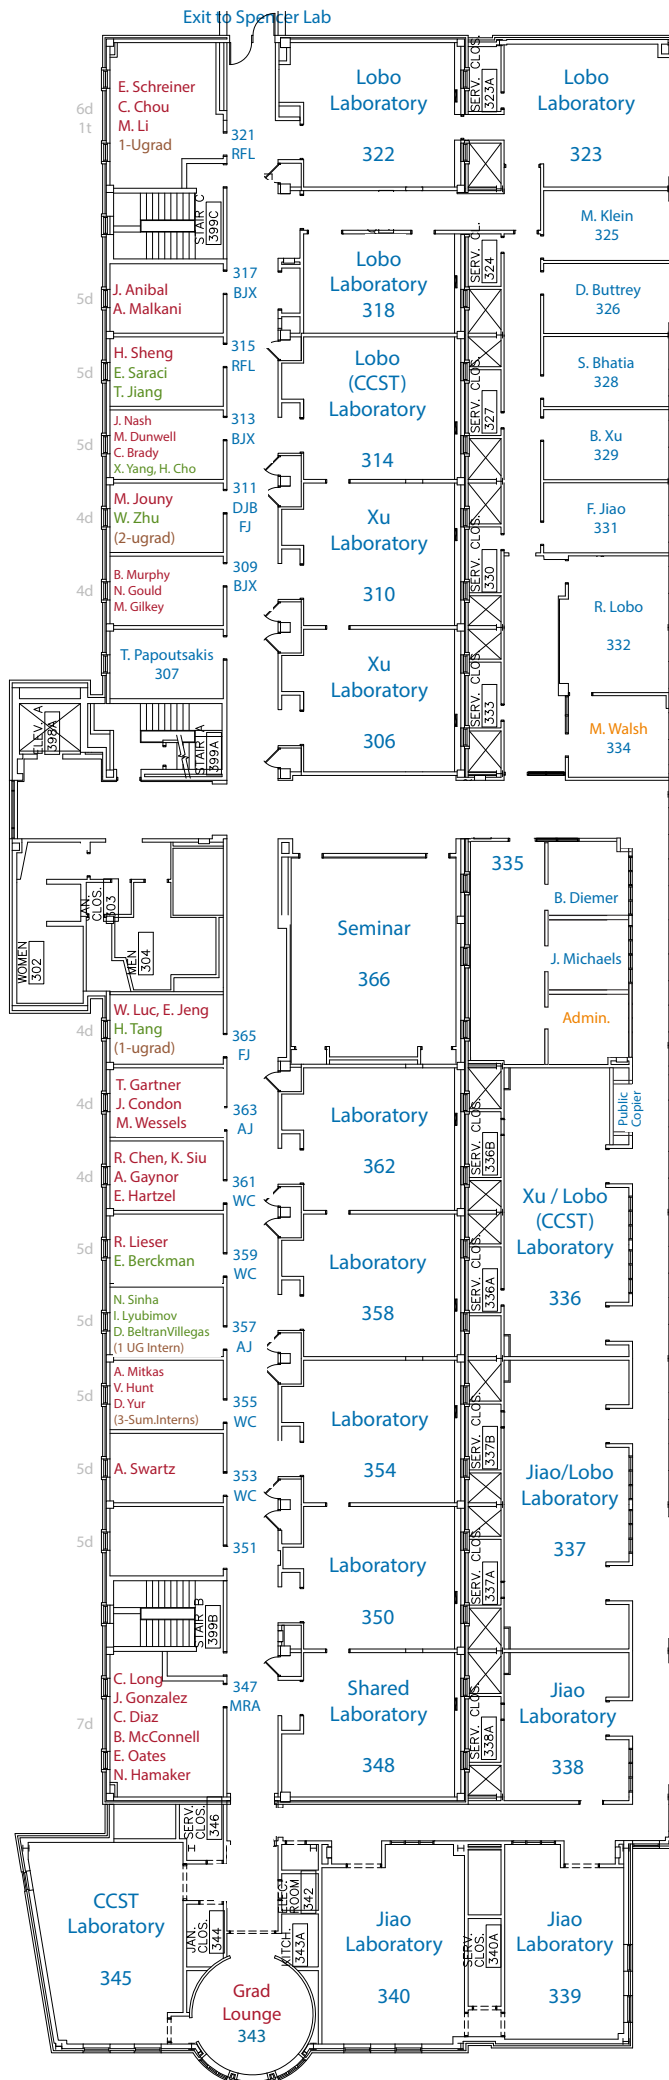 Exit to Spencer Lab
E. Schreiner
C. Chou
M. Li
1-Ugrad
6d
1t
321
RFL
Lobo
Laboratory
322
SERV. CLOS.
323A
Lobo
Laboratory
323
STAIR C
399C
M. Klein
325
J. Anibal
A. Malkani
5d
317
BJX
Lobo
Laboratory
318
SERV. CL.
324
D. Buttrey
326
H. Sheng
E. Saraci
T. Jiang
5d
315
RFL
Lobo
(CCST)
Laboratory
314
SERV. CLOS.
327
S. Bhatia
328
J. Nash
M. Dunwell
C. Brady
X. Yang, H. Cho
5d
313
BJX
B. Xu
329
M. Jouny
W. Zhu
(2-ugrad)
4d
311
DJB
FJ
Xu
Laboratory
310
SERV. CLOS.
330
F. Jiao
331
B. Murphy
N. Gould
M. Gilkey
4d
309
BJX
R. Lobo
332
T. Papoutsakis
307
Xu
Laboratory
306
SERV. CLOS.
333
M. Walsh
334
ELEV. A
398A
STAIR A
399A
WOMEN
302
JAN.
CLOS.
303
MEN
304
Seminar
366
335
B. Diemer
J. Michaels
Admin.
W. Luc, E. Jeng
H. Tang
(1-ugrad)
4d
365
FJ
T. Gartner
J. Condon
M. Wessels
4d
363
AJ
Laboratory
362
SERV. CLOS.
336B
Public
Copier
R. Chen, K. Siu
A. Gaynor
E. Hartzel
4d
361
WC
Xu / Lobo
(CCST)
Laboratory
336
R. Lieser
E. Berckman
5d
359
WC
Laboratory
358
SERV. CLOS.
336A
N. Sinha
I. Lyubimov
D. BeltranVillegas
(1 UG Intern)
5d
357
AJ
A. Mitkas
V. Hunt
D. Yur
(3-Sum.Interns)
5d
355
WC
Laboratory
354
SERV. CLOS.
337B
A. Swartz
5d
353
WC
Jiao/Lobo
Laboratory
337
5d
351
Laboratory
350
SERV. CLOS.
337A
STAIR B
399B
C. Long
J. Gonzalez
C. Diaz
B. McConnell
E. Oates
N. Hamaker
7d
347
MRA
Shared
Laboratory
348
SERV. CLOS.
338A
Jiao
Laboratory
338
SERV.
CLOS.
346
CCST
Laboratory
345
JAN.
CLOS.
344
ELEC.
ROOM
342
KITCH.
343A
Grad
Lounge
343
Jiao
Laboratory
340
SERV.
CLOS.
340A
Jiao
Laboratory
339